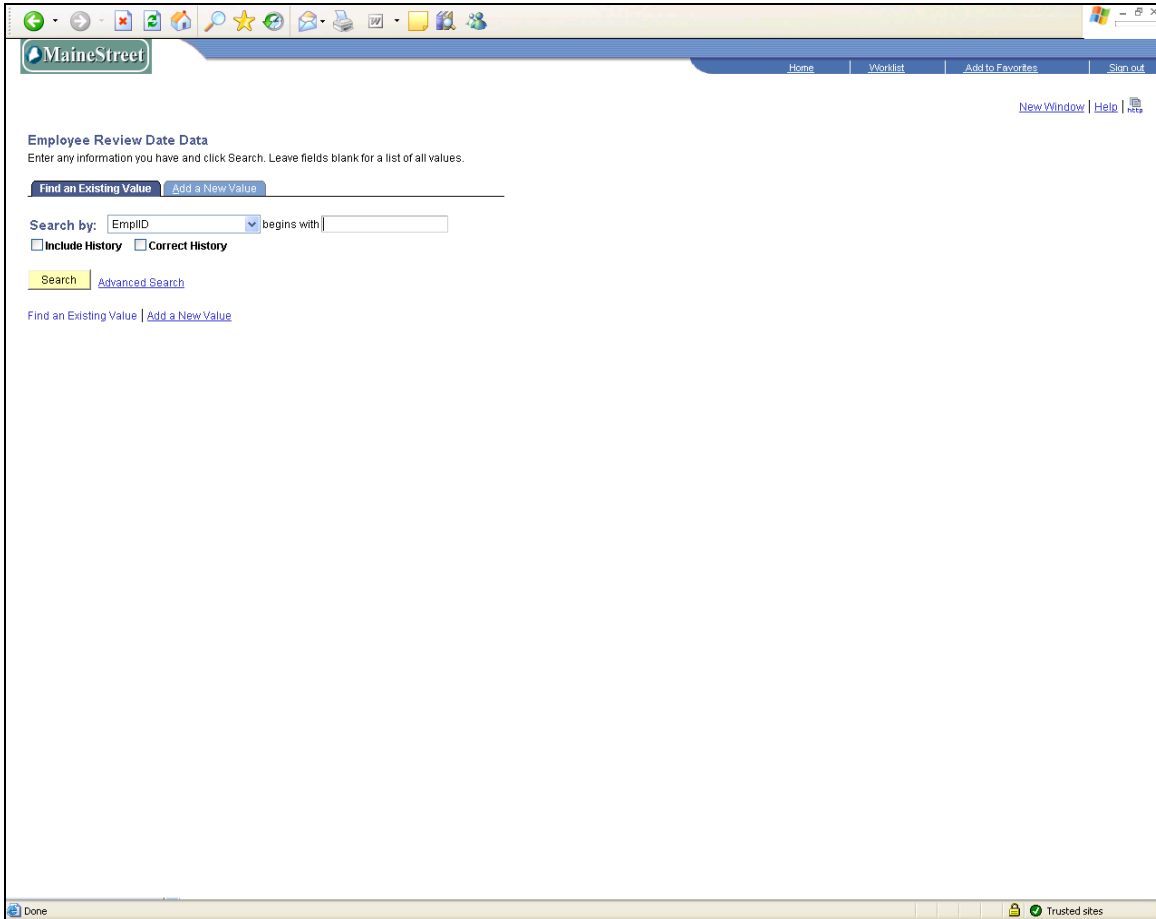 MaineStreet
Home Worklist Add to Favorites Sign out
New Window | Help | http
Employee Review Date Data
Enter any information you have and click Search. Leave fields blank for a list of all values.
Find an Existing Value Add a New Value
Search by: EmplID begins with
Include History Correct History
Search Advanced Search
Find an Existing Value | Add a New Value
Done Trusted sites